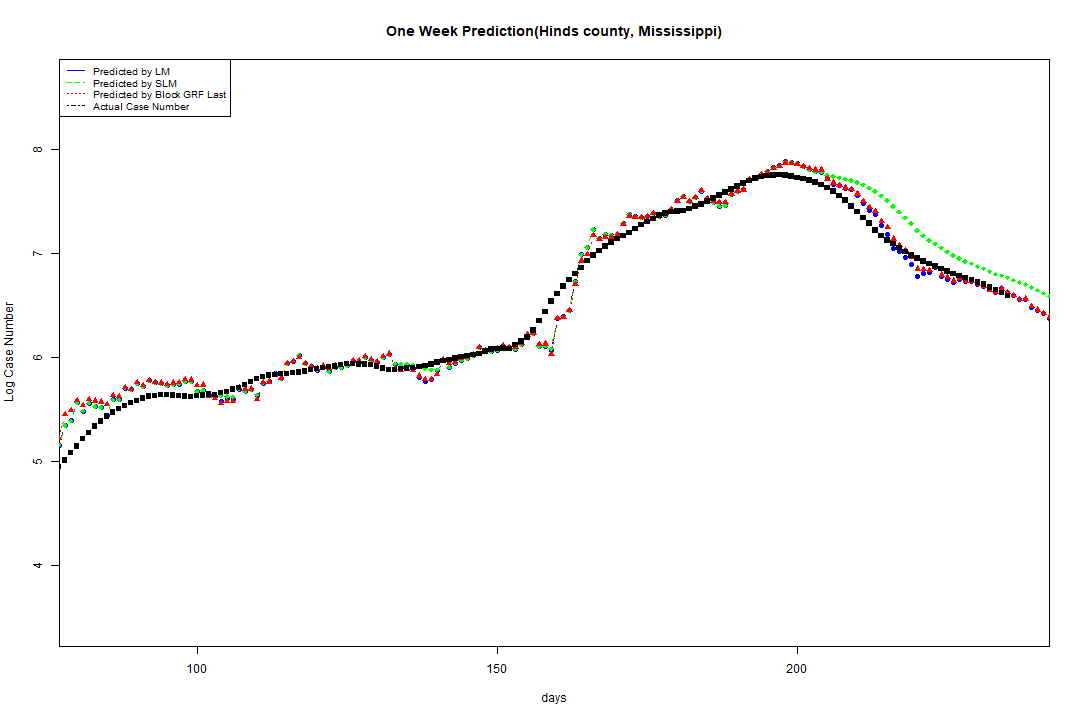 One Week Prediction(Hinds county, Mississippi)
Predicted by LM
Predicted by SLM
Predicted by Block GRF Last
Actual Case Number
8
7
6
5
4
Log Case Number
100 150 200
days